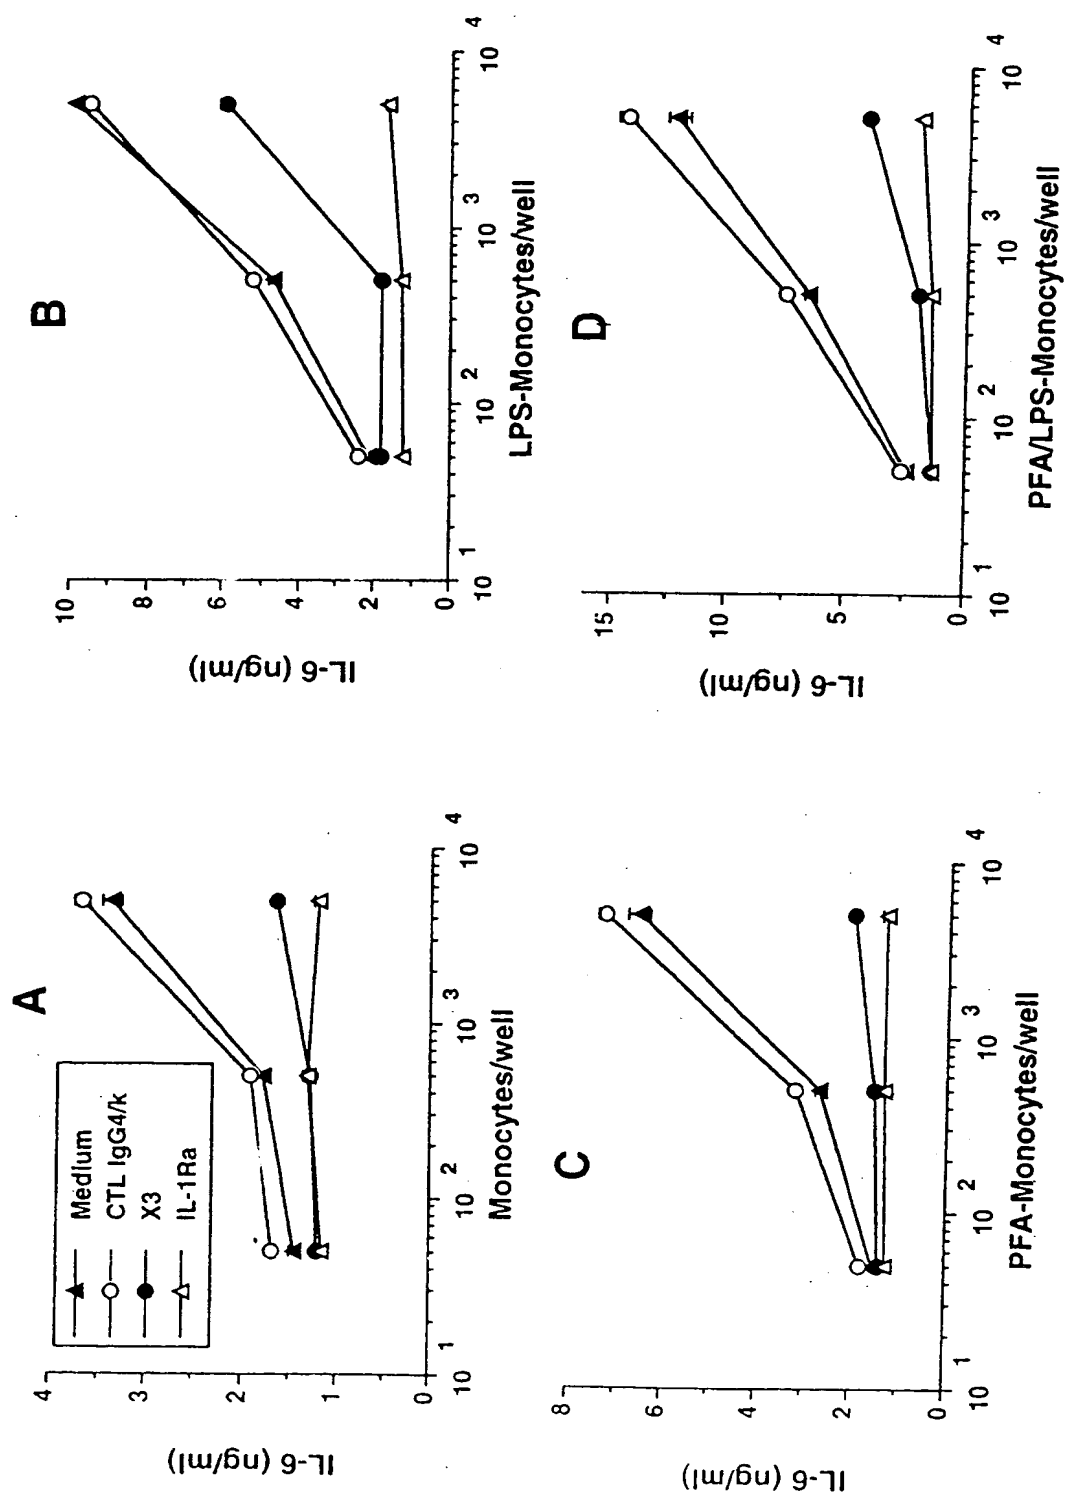 A
Medium
CTL IgG4/k
X3
IL-1Ra
4
3
2
1
0
IL-6 (ng/ml)
10 1
10 2
10 3
10 4
Monocytes/well
B
10
8
6
4
2
0
IL-6 (ng/ml)
10 1
10 2
10 3
10 4
LPS-Monocytes/well
C
8
6
4
2
0
IL-6 (ng/ml)
10 1
10 2
10 3
10 4
PFA-Monocytes/well
D
15
10
5
0
IL-6 (ng/ml)
10 1
10 2
10 3
10 4
PFA/LPS-Monocytes/well